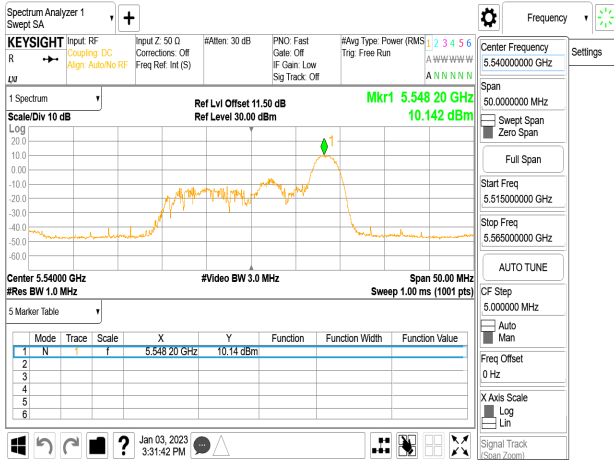 Spectrum Analyzer 1
Swept SA
Frequency
KEYSIGHT
R
LXI
Input: RF
Coupling: DC
Align: Auto/No RF
Input Z: 50 Ω
Corrections: Off
Freq Ref: Int (S)
#Atten: 30 dB
PNO: Fast
Gate: Off
IF Gain: Low
Sig Track: Off
#Avg Type: Power (RMS
Trig: Free Run
1 2 3 4 5 6
A W W W W W
A N N N N N
Center Frequency
5.540000000 GHz
Settings
Span
50.0000000 MHz
Swept Span
Zero Span
Full Span
Start Freq
5.515000000 GHz
Stop Freq
5.565000000 GHz
AUTO TUNE
CF Step
5.000000 MHz
Auto
Man
Freq Offset
0 Hz
X Axis Scale
Log
Lin
Signal Track
(Span Zoom)
1 Spectrum
Scale/Div 10 dB
Ref Lvl Offset 11.50 dB
Ref Level 30.00 dBm
Mkr1 5.548 20 GHz
10.142 dBm
Log
20.0
10.0
0.00
-10.0
-20.0
-30.0
-40.0
-50.0
-60.0
1
Center 5.54000 GHz
#Res BW 1.0 MHz
#Video BW 3.0 MHz
Span 50.00 MHz
Sweep 1.00 ms (1001 pts)
5 Marker Table
Mode Trace Scale X Y Function Function Width Function Value
1 N 1 f 5.548 20 GHz 10.14 dBm
2
3
4
5
6
?
Jan 03, 2023
3:31:42 PM